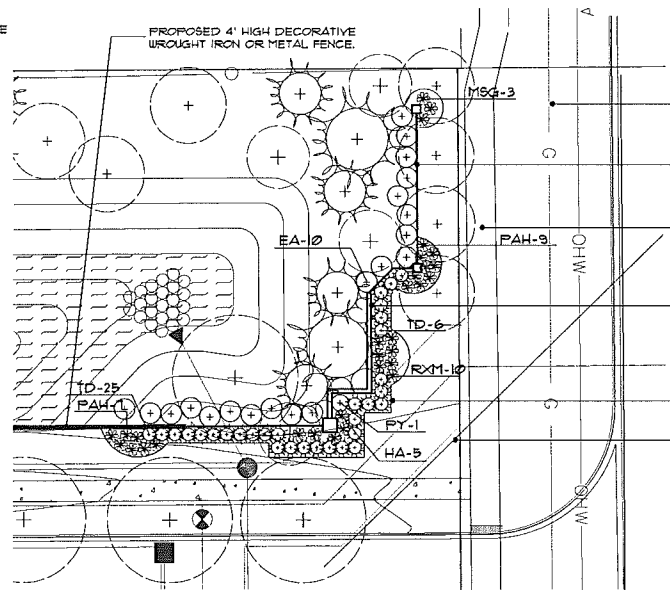 PROPOSED 4' HIGH DECORATIVE
WROUGHT IRON OR METAL FENCE.
MSG-3
G
EA-10
PAH-9
OHW
TD-6
RXM-10
TD-25
PAH-7
G
PY-1
HA-5
OHW